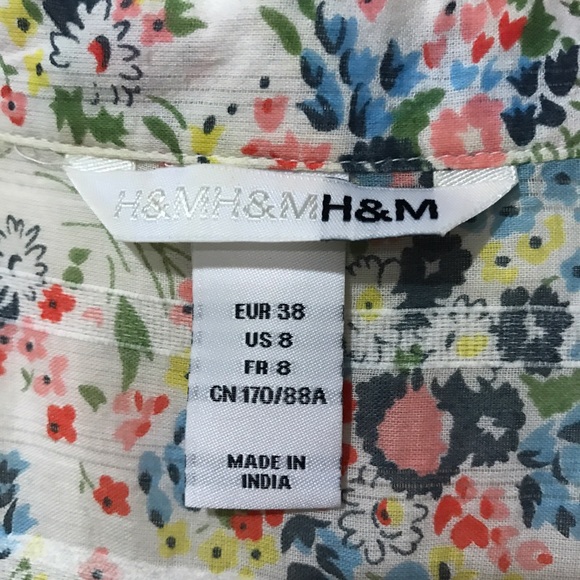 H&MH&MH&M
EUR 38
US 8
FR 8
CN 170/88A
MADE IN
INDIA